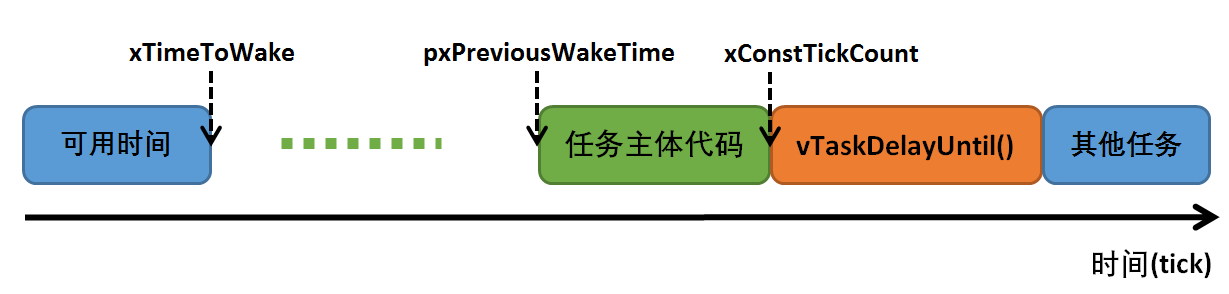 xTimeToWake
pxPreviousWakeTime
xConstTickCount
可用时间
任务主体代码
vTaskDelayUntil()
其他任务
时间(tick)